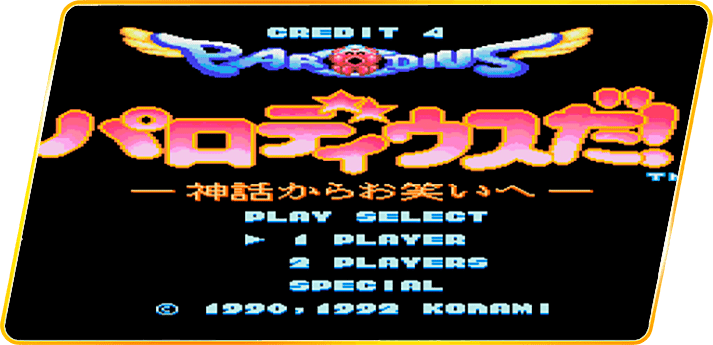 CREDIT 4
PARODIUS
パロディウスだ!
― 神話からお笑いへ ―
TM
PLAY SELECT
► 1 PLAYER
2 PLAYERS
SPECIAL
© 1990, 1992 KONAMI